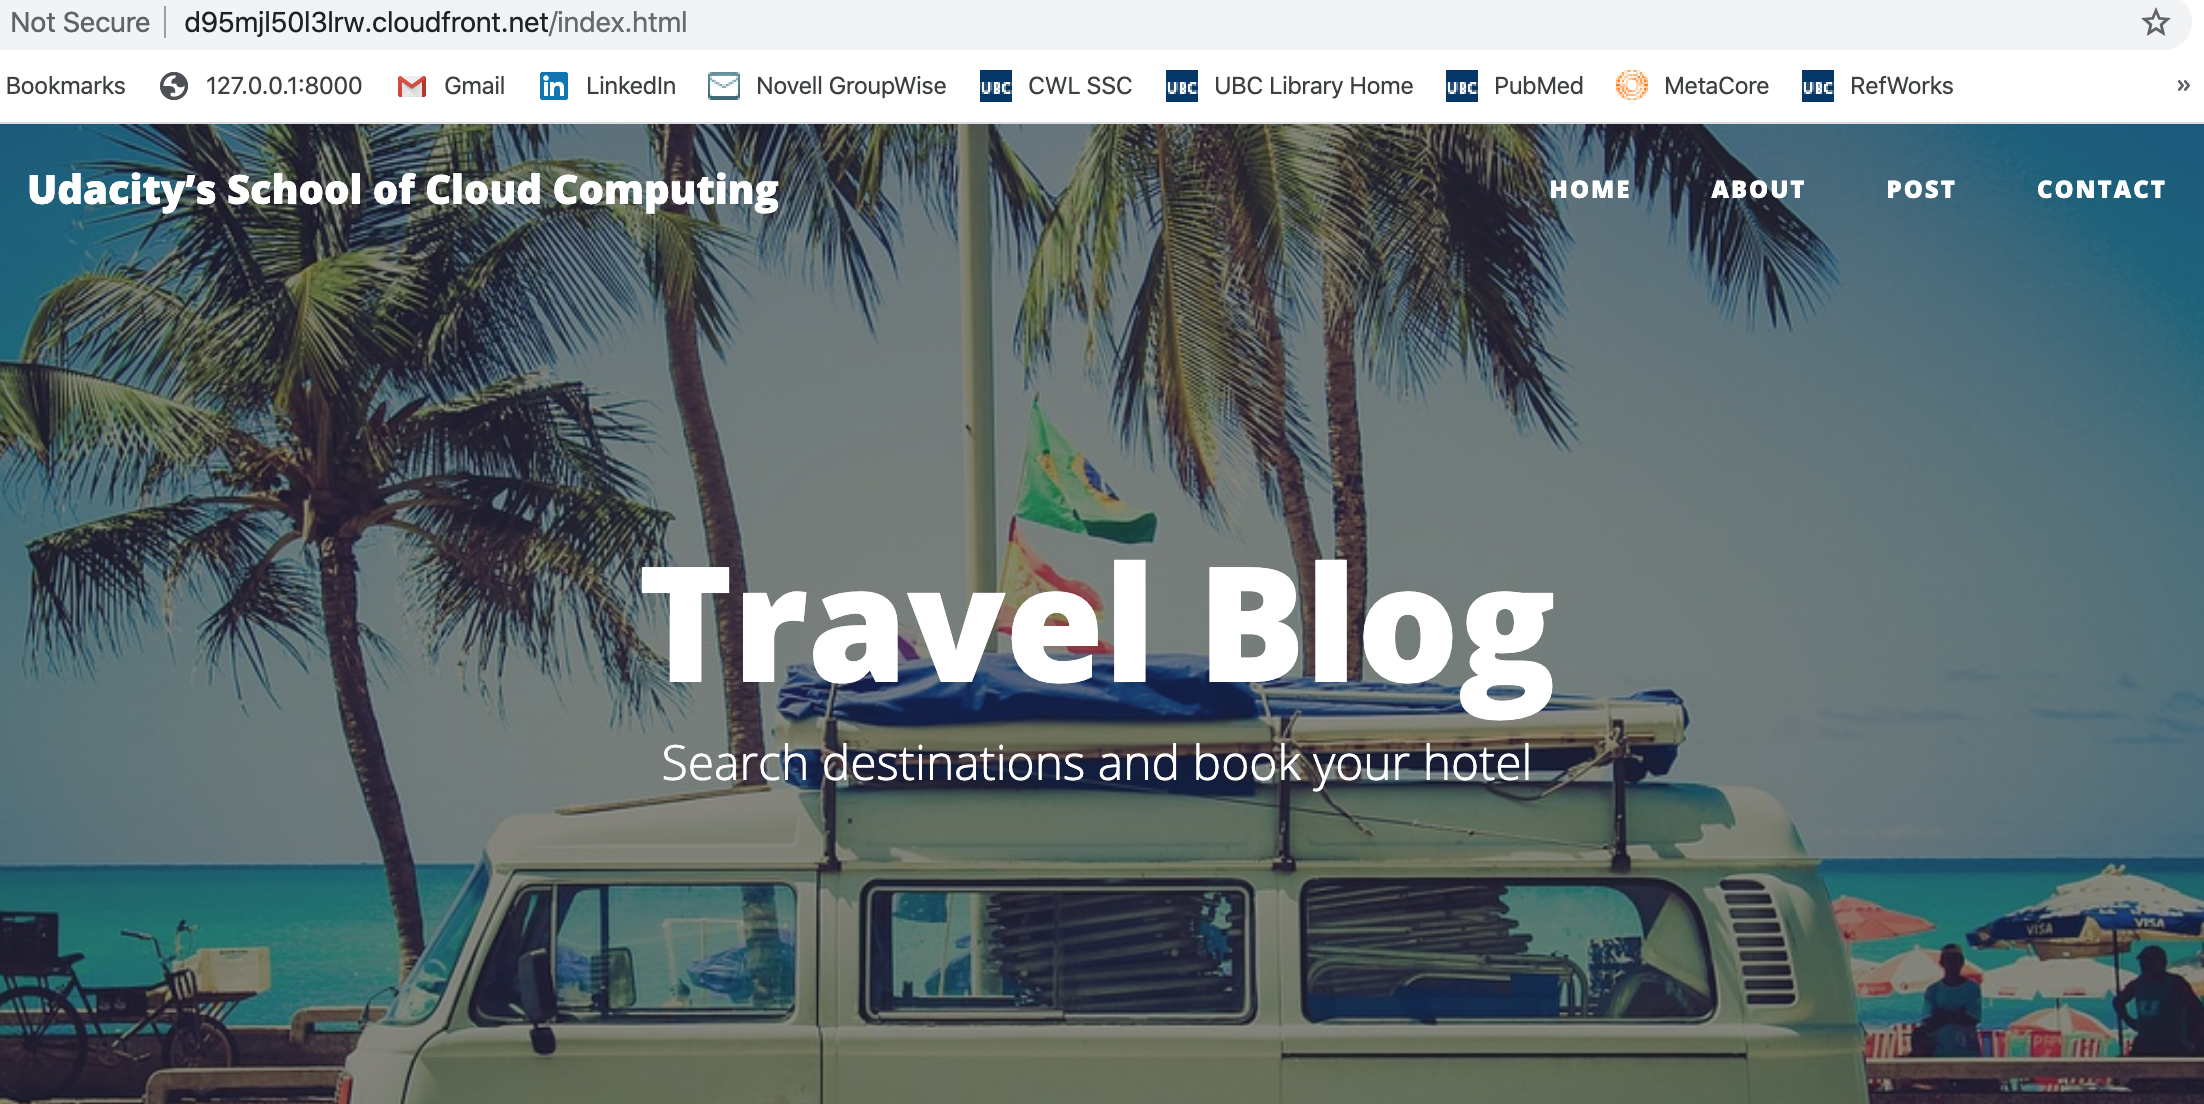 Not Secure d95mjl50l3lrw.cloudfront.net/index.html
Bookmarks 127.0.0.1:8000 Gmail in LinkedIn Novell GroupWise UBC CWL SSC UBC UBC Library Home UBC PubMed MetaCore UBC RefWorks »
Udacity’s School of Cloud Computing HOME ABOUT POST CONTACT
Travel Blog
Search destinations and book your hotel
VISA VISA